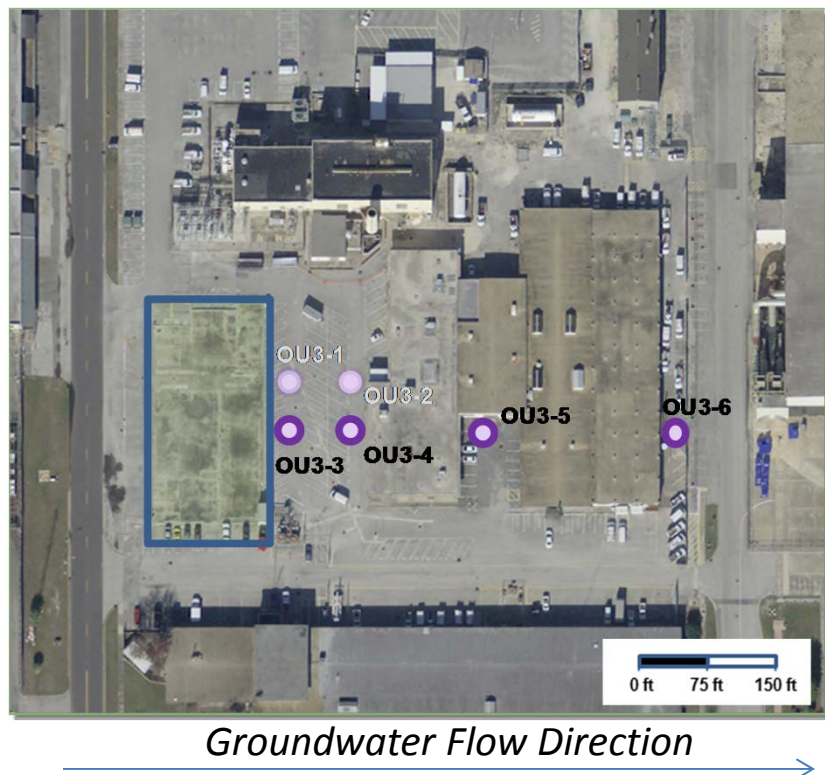 OU3-1
OU3-2
OU3-3
OU3-4
OU3-5
OU3-6
0 ft 75 ft 150 ft
Groundwater Flow Direction